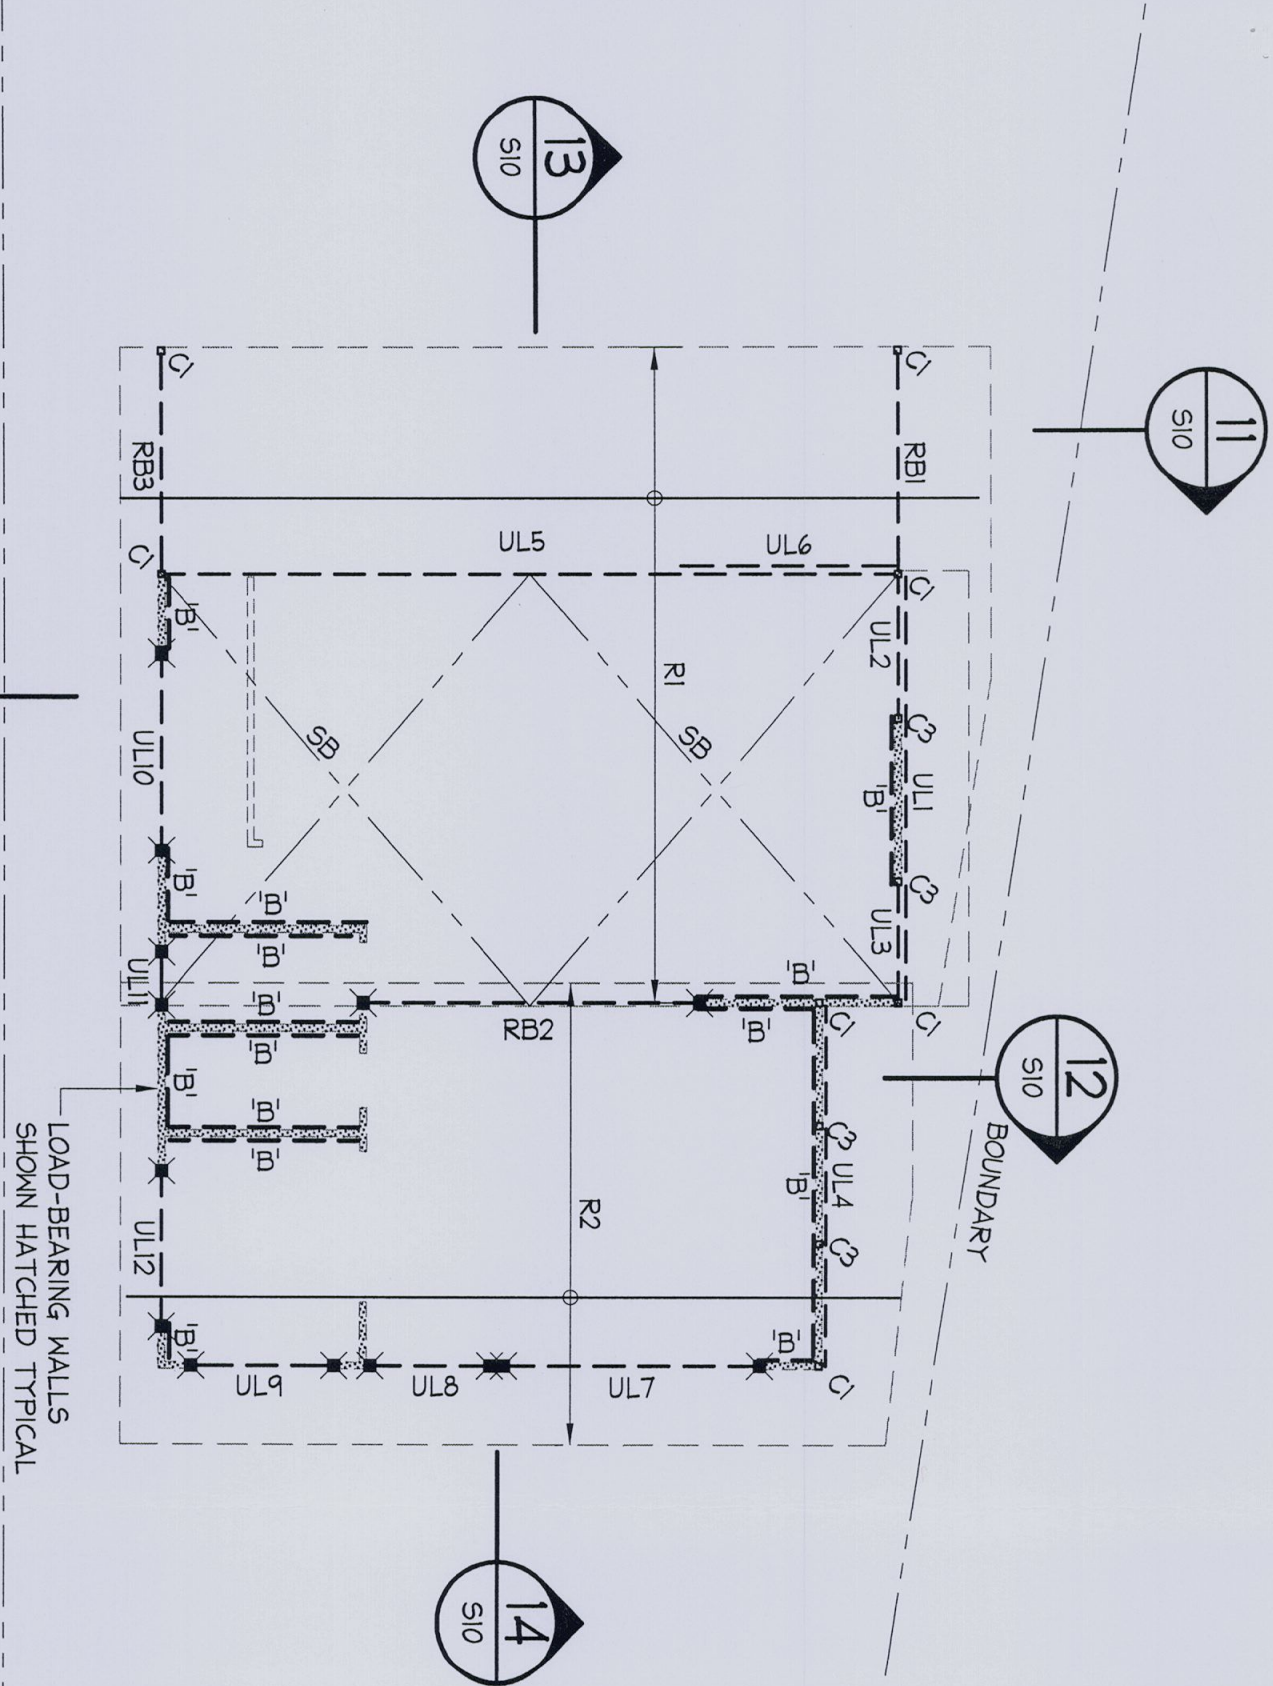 11
S10
13
S10
C1
RB1
C1
C1
RB3
C1
UL5
UL6
UL2
C3
UL1
'B'
C3
UL3
C1
R1
SB
SB
'B'
UL10
'B'
'B'
'B'
UL11
'B'
'B'
'B'
'B'
'B'
RB2
'B'
'B'
C1
C3
UL4
'B'
C3
C1
R2
UL12
'B'
UL9
UL8
UL7
'B'
12
S10
BOUNDARY
LOAD-BEARING WALLS
SHOWN HATCHED TYPICAL
14
S10